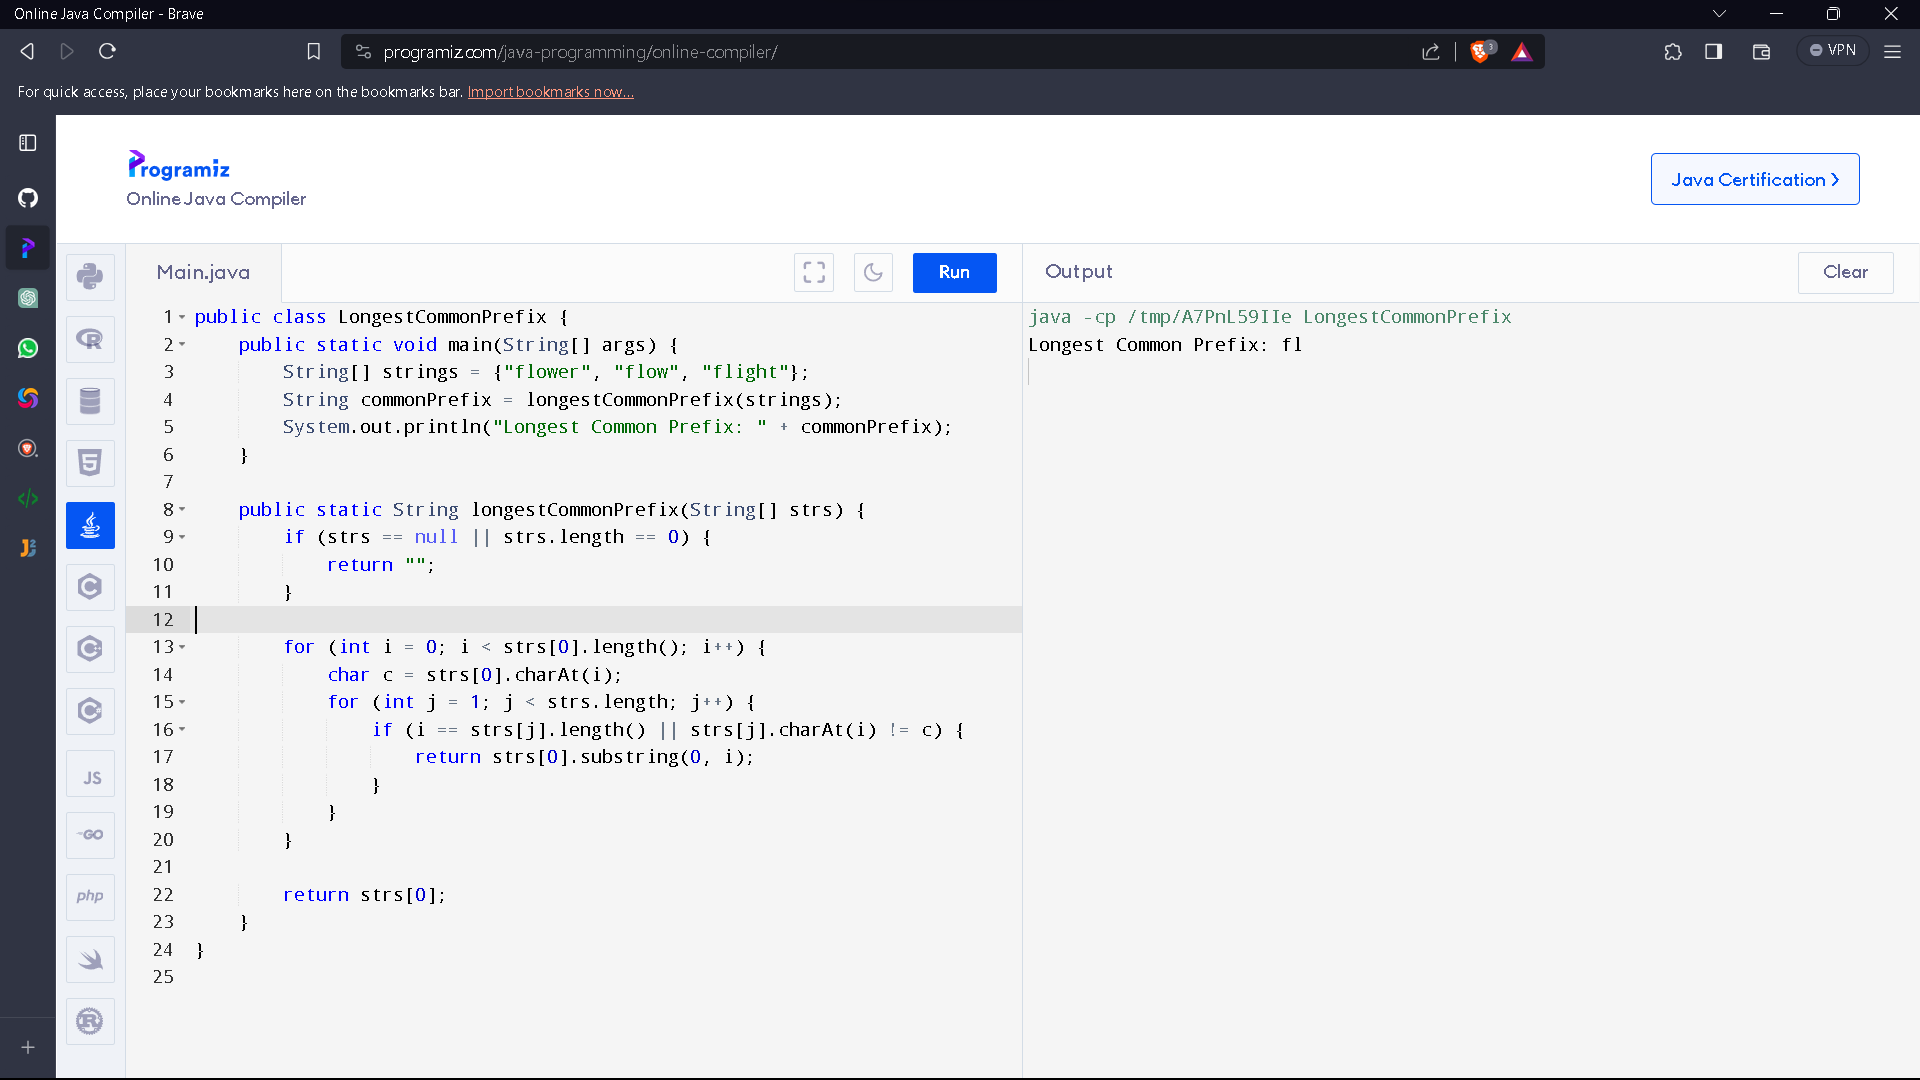 Online Java Compiler - Brave
programiz.com/java-programming/online-compiler/
3
VPN
For quick access, place your bookmarks here on the bookmarks bar. Import bookmarks now...
Programiz
Online Java Compiler
Java Certification
Main.java
Run
Output
Clear
1 public class LongestCommonPrefix {
2     public static void main(String[] args) {
3         String[] strings = {"flower", "flow", "flight"};
4         String commonPrefix = longestCommonPrefix(strings);
5         System.out.println("Longest Common Prefix: " + commonPrefix);
6     }
7
8     public static String longestCommonPrefix(String[] strs) {
9         if (strs == null || strs.length == 0) {
10             return "";
11         }
12
13         for (int i = 0; i < strs[0].length(); i++) {
14             char c = strs[0].charAt(i);
15             for (int j = 1; j < strs.length; j++) {
16                 if (i == strs[j].length() || strs[j].charAt(i) != c) {
17                     return strs[0].substring(0, i);
18                 }
19             }
20         }
21
22         return strs[0];
23     }
24 }
25
java -cp /tmp/A7PnL59IIe LongestCommonPrefix
Longest Common Prefix: fl
R
5
C
C
C
JS
GO
php
R